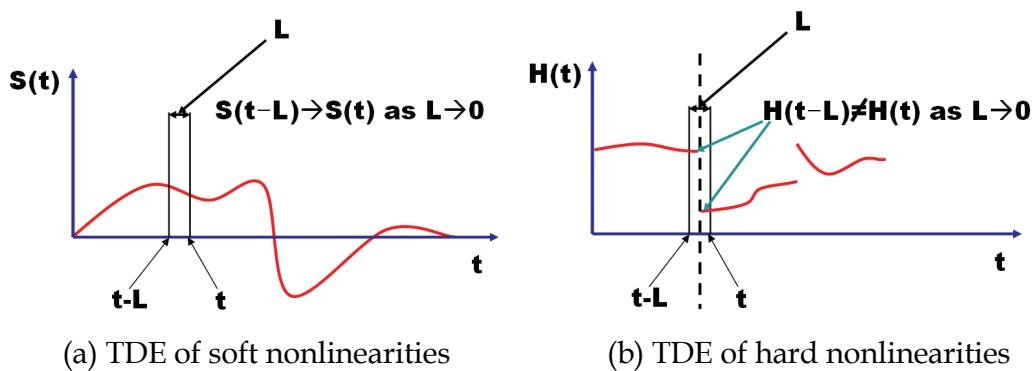 L
S(t)
S(t-L)→S(t) as L→0
t
t-L
t
(a) TDE of soft nonlinearities
L
H(t)
H(t-L)↛H(t) as L→0
t
t-L
t
(b) TDE of hard nonlinearities